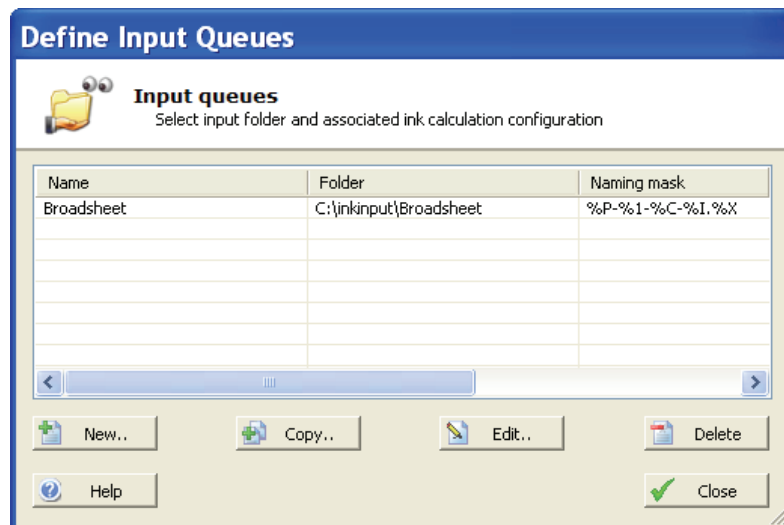 Define Input Queues
Input queues
Select input folder and associated ink calculation configuration
Name Folder Naming mask
Broadsheet C:\inkinput\Broadsheet %P-%1-%C-%I.%X
New.. Copy.. Edit.. Delete
Help Close